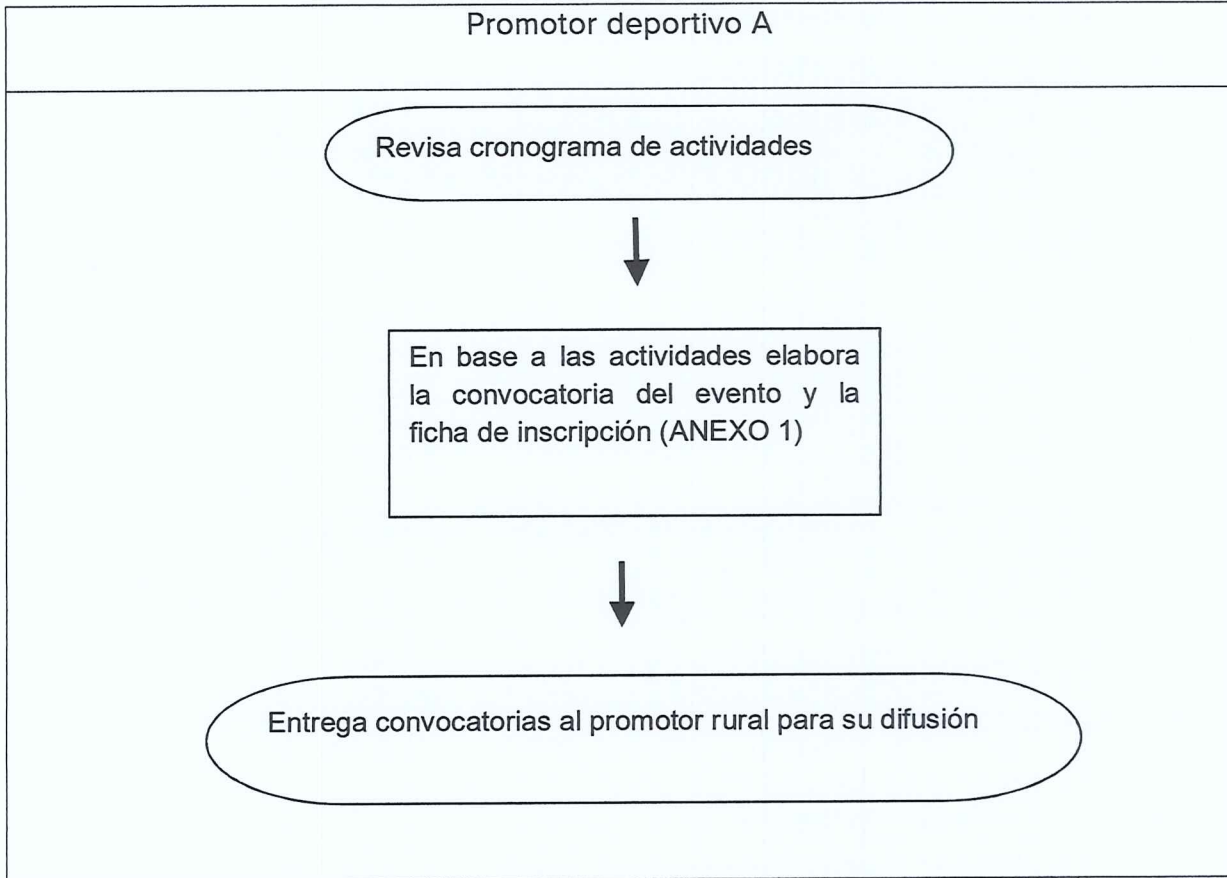 Promotor deportivo A
Revisa cronograma de actividades
En base a las actividades elabora
la convocatoria del evento y la
ficha de inscripción (ANEXO 1)
Entrega convocatorias al promotor rural para su difusión